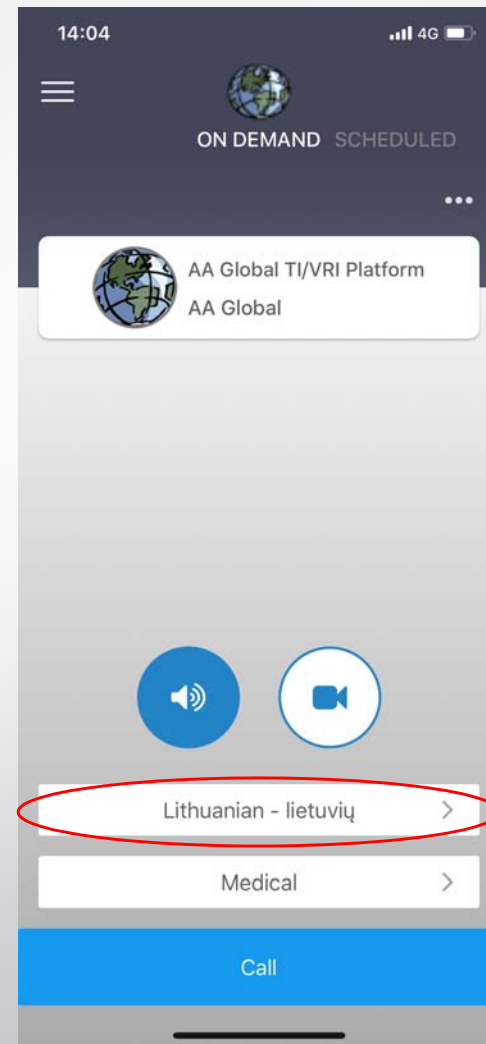 14:04
4G
ON DEMAND SCHEDULED
AA Global TI/VRI Platform
AA Global
Lithuanian - lietuvių
Medical
Call